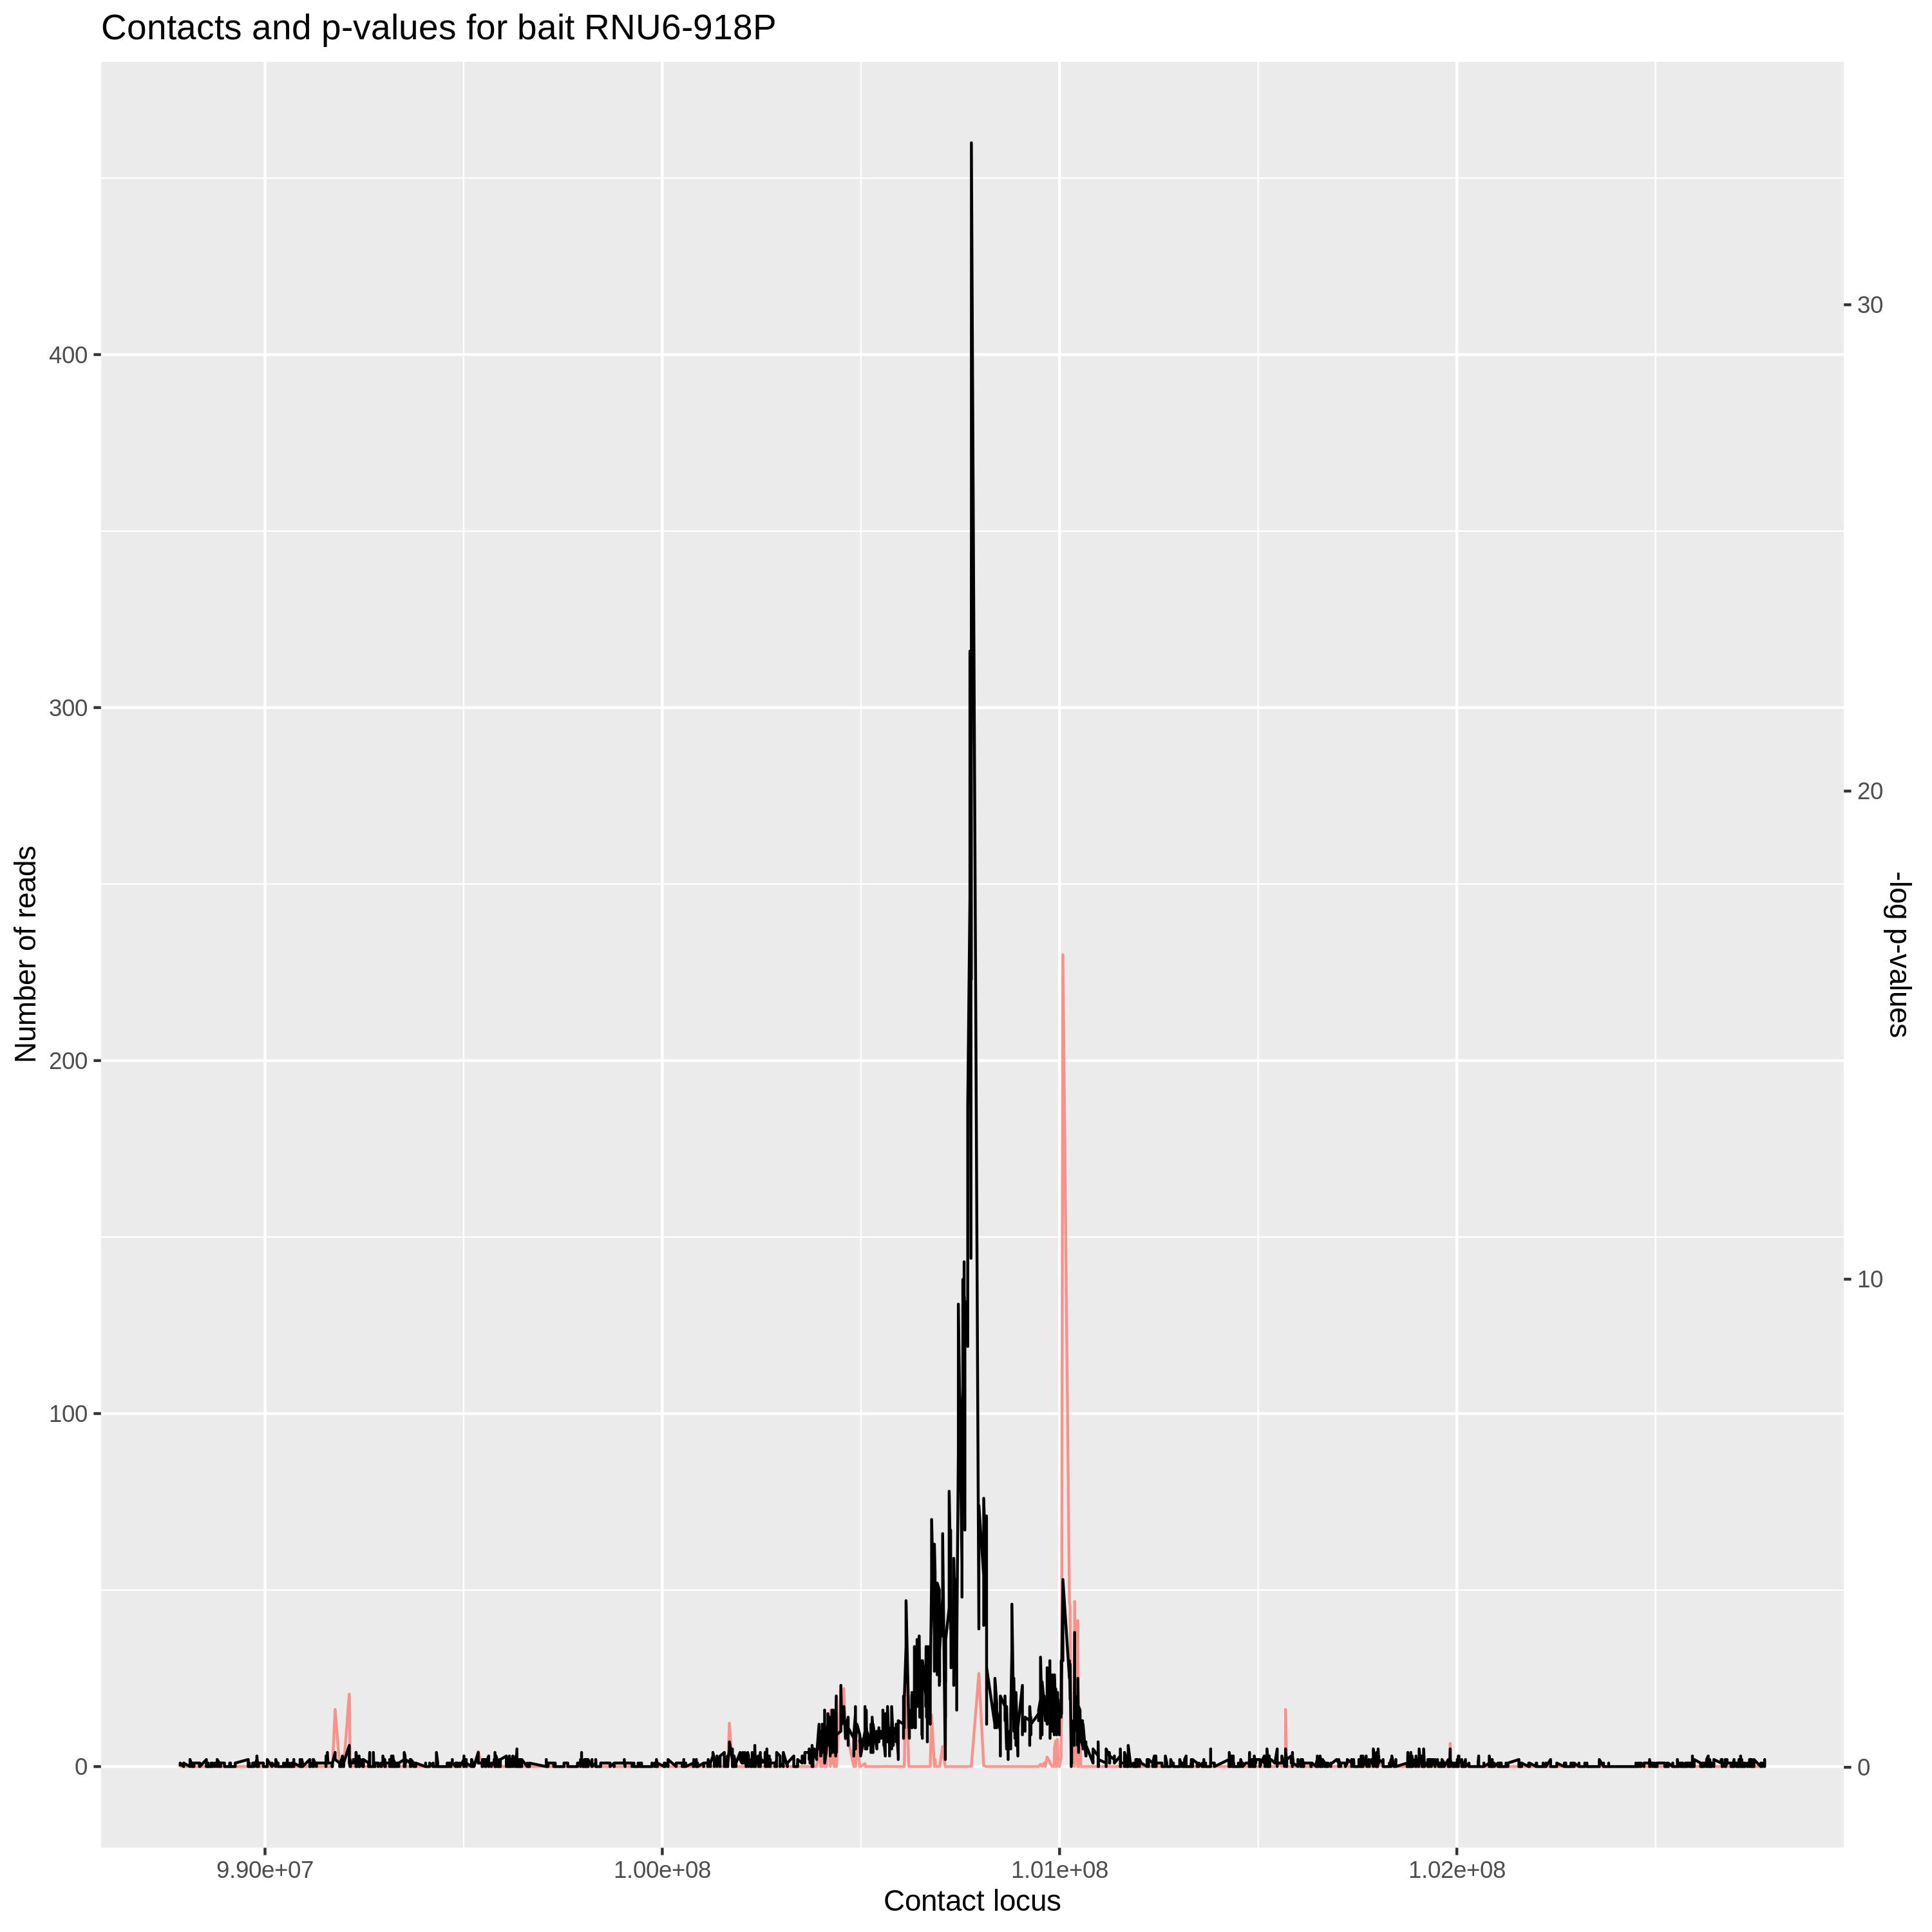 Contacts and p-values for bait RNU6-918P
Number of reads
400
300
200
100
0
30
20
10
0
-log p-values
9.90e+07
1.00e+08
1.01e+08
1.02e+08
Contact locus